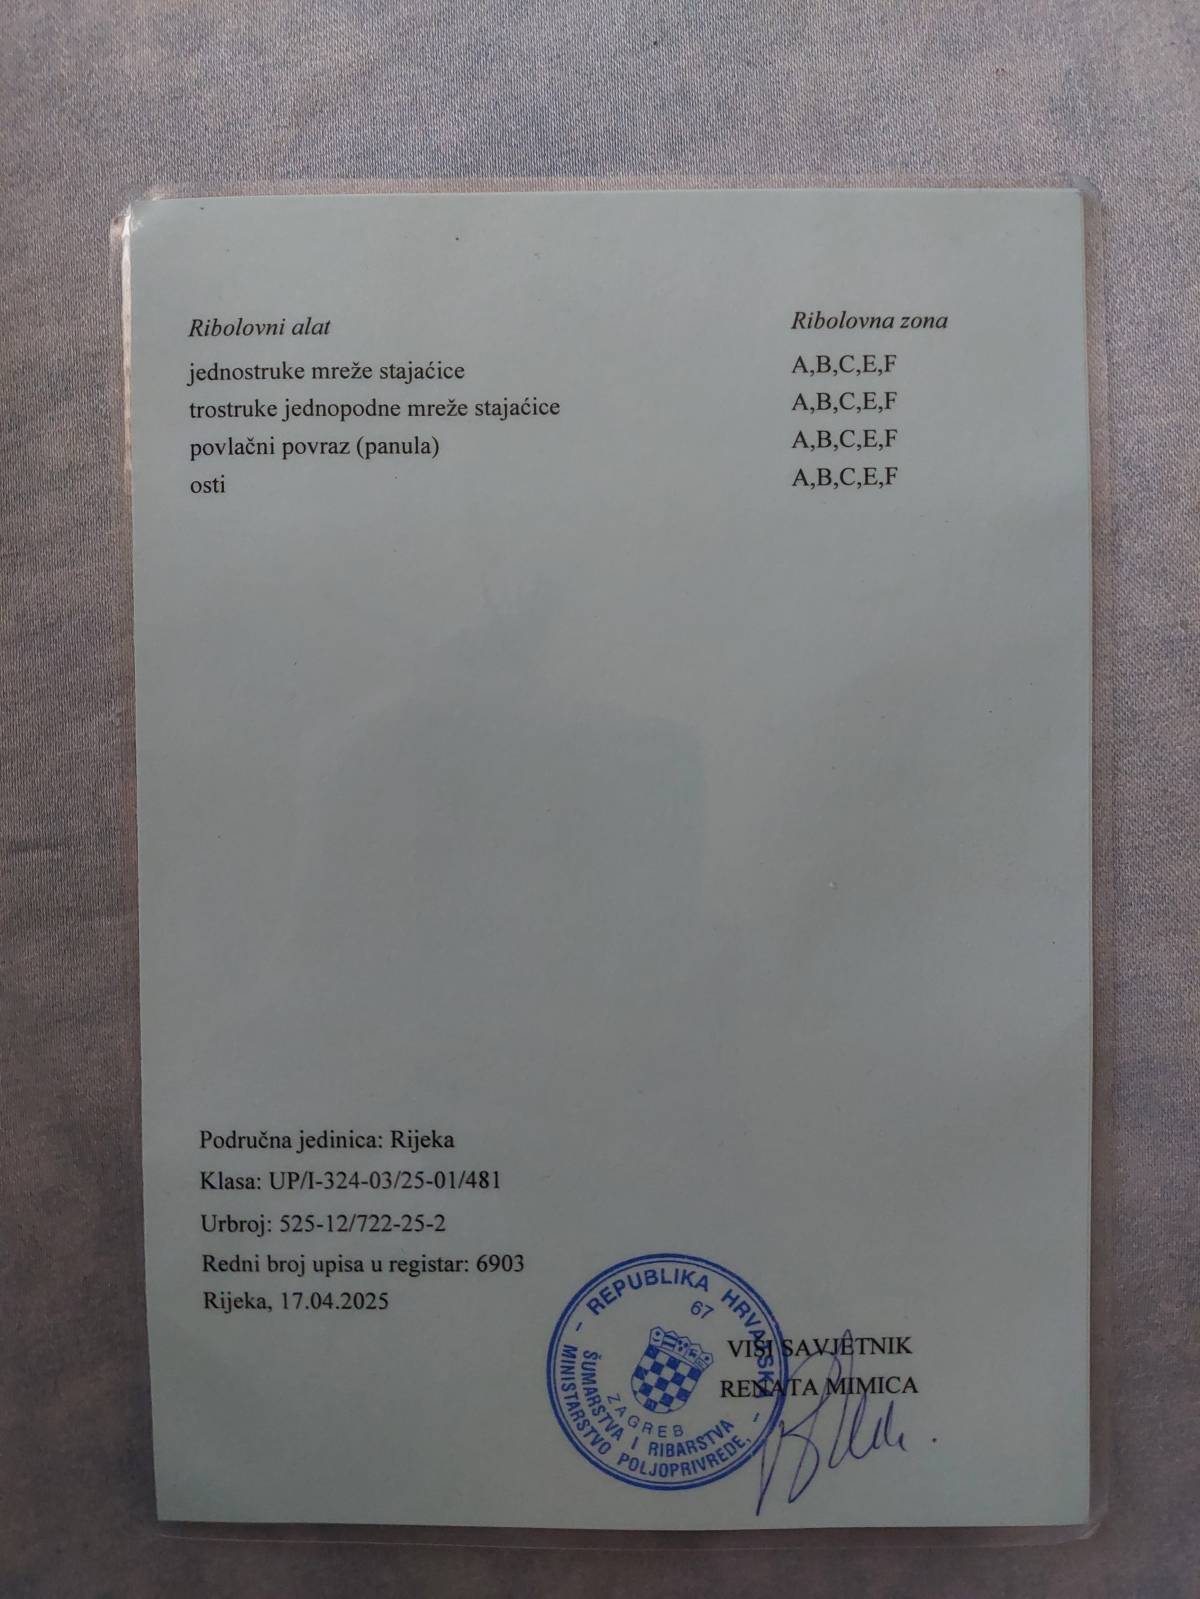 Ribolovni alat Ribolovna zona
jednostruke mreže stajaćice A,B,C,E,F
trostruke jednopodne mreže stajaćice A,B,C,E,F
povlačni povraz (panula) A,B,C,E,F
osti A,B,C,E,F
Područna jedinica: Rijeka
Klasa: UP/I-324-03/25-01/481
Urbroj: 525-12/722-25-2
Redni broj upisa u registar: 6903
Rijeka, 17.04.2025
- REPUBLIKA HRVATSKA -
67
MINISTARSTVO POLJOPRIVREDE,
ŠUMARSTVA I RIBARSTVA
ZAGREB
VIŠI SAVJETNIK
RENATA MIMICA